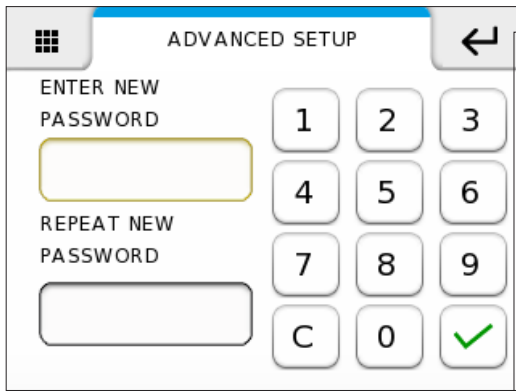 ADVANCED SETUP
ENTER NEW
PASSWORD
REPEAT NEW
PASSWORD
1 2 3
4 5 6
7 8 9
C 0